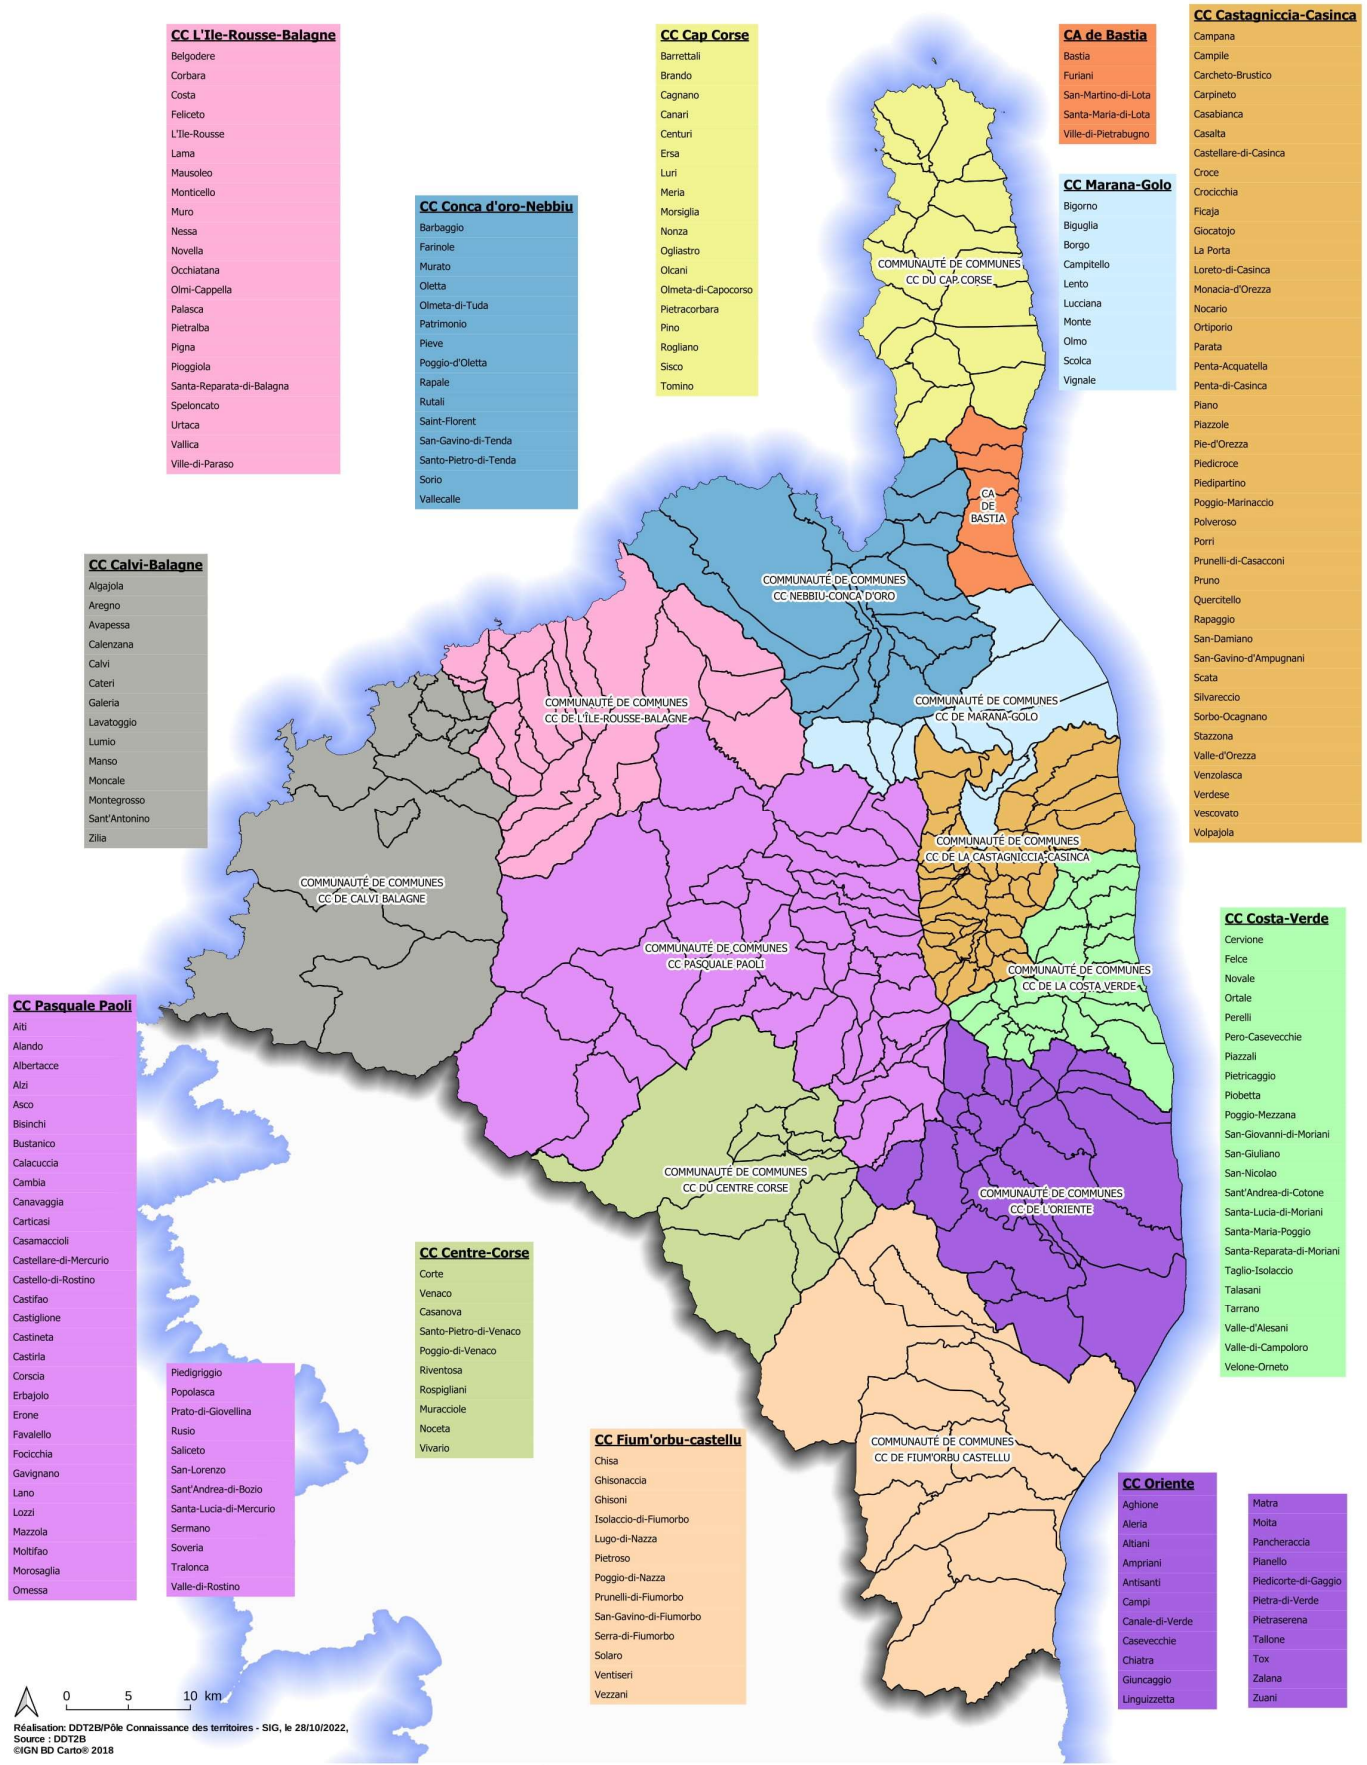 CC L'Ile-Rousse-Balagne
Belgodere
Corbara
Costa
Feliceto
L'Ile-Rousse
Lama
Mausoleo
Monticello
Muro
Nessa
Novella
Occhiatana
Olmi-Cappella
Palasca
Pietralba
Pigna
Pioggiola
Santa-Reparata-di-Balagna
Speloncato
Urtaca
Vallica
Ville-di-Paraso
CC Conca d'oro-Nebbiu
Barbaggio
Farinole
Murato
Oletta
Olmeta-di-Tuda
Patrimonio
Pieve
Poggio-d'Oletta
Rapale
Rutali
Saint-Florent
San-Gavino-di-Tenda
Santo-Pietro-di-Tenda
Sorio
Vallecalle
CC Cap Corse
Barrettali
Brando
Cagnano
Canari
Centuri
Ersa
Luri
Meria
Morsiglia
Nonza
Ogliastro
Olcani
Olmeta-di-Capocorso
Pietracorbara
Pino
Rogliano
Sisco
Tomino
CA de Bastia
Bastia
Furiani
San-Martino-di-Lota
Santa-Maria-di-Lota
Ville-di-Pietrabugno
CC Marana-Golo
Bigorno
Biguglia
Borgo
Campitello
Lento
Lucciana
Monte
Olmo
Scolca
Vignale
CC Castagniccia-Casinca
Campana
Campile
Carcheto-Brustico
Carpineto
Casabianca
Casalta
Castellare-di-Casinca
Croce
Crocicchia
Ficaja
Giocatojo
La Porta
Loreto-di-Casinca
Monacia-d'Orezza
Nocario
Ortiporio
Parata
Penta-Acquatella
Penta-di-Casinca
Piano
Piazzole
Pie-d'Orezza
Piedicroce
Piedipartino
Poggio-Marinaccio
Polveroso
Porri
Prunelli-di-Casacconi
Pruno
Quercitello
Rapaggio
San-Damiano
San-Gavino-d'Ampugnani
Scata
Silvareccio
Sorbo-Ocagnano
Stazzona
Valle-d'Orezza
Venzolasca
Verdese
Vescovato
Volpajola
CC Calvi-Balagne
Algajola
Aregno
Avapessa
Calenzana
Calvi
Cateri
Galeria
Lavatoggio
Lumio
Manso
Moncale
Montegrosso
Sant'Antonino
Zilia
COMMUNAUTÉ DE COMMUNES
CC DU CAP CORSE
CA
DE
BASTIA
COMMUNAUTÉ DE COMMUNES
CC NEBBIU-CONCA D'ORO
COMMUNAUTÉ DE COMMUNES
CC DE L'ÎLE-ROUSSE-BALAGNE
COMMUNAUTÉ DE COMMUNES
CC DE MARANA-GOLO
COMMUNAUTÉ DE COMMUNES
CC DE LA CASTAGNICCIA-CASINCA
COMMUNAUTÉ DE COMMUNES
CC DE CALVI BALAGNE
COMMUNAUTÉ DE COMMUNES
CC PASQUALE PAOLI
COMMUNAUTÉ DE COMMUNES
CC DE LA COSTA VERDE
COMMUNAUTÉ DE COMMUNES
CC DU CENTRE CORSE
COMMUNAUTÉ DE COMMUNES
CC DE L'ORIENTE
COMMUNAUTÉ DE COMMUNES
CC DE FIUM'ORBU CASTELLU
CC Costa-Verde
Cervione
Felce
Novale
Ortale
Perelli
Pero-Casevecchie
Piazzali
Pietricaggio
Piobetta
Poggio-Mezzana
San-Giovanni-di-Moriani
San-Giuliano
San-Nicolao
Sant'Andrea-di-Cotone
Santa-Lucia-di-Moriani
Santa-Maria-Poggio
Santa-Reparata-di-Moriani
Taglio-Isolaccio
Talasani
Tarrano
Valle-d'Alesani
Valle-di-Campoloro
Velone-Orneto
CC Pasquale Paoli
Aiti
Alando
Albertacce
Alzi
Asco
Bisinchi
Bustanico
Calacuccia
Cambia
Canavaggia
Carticasi
Casamaccioli
Castellare-di-Mercurio
Castello-di-Rostino
Castifao
Castiglione
Castineta
Castirla
Corscia
Erbajolo
Erone
Favalello
Focicchia
Gavignano
Lano
Lozzi
Mazzola
Moltifao
Morosaglia
Omessa
Piedigriggio
Popolasca
Prato-di-Giovellina
Rusio
Saliceto
San-Lorenzo
Sant'Andrea-di-Bozio
Santa-Lucia-di-Mercurio
Sermano
Soveria
Tralonca
Valle-di-Rostino
CC Centre-Corse
Corte
Venaco
Casanova
Santo-Pietro-di-Venaco
Poggio-di-Venaco
Riventosa
Rospigliani
Muracciole
Noceta
Vivario
CC Fium'orbu-castellu
Chisa
Ghisonaccia
Ghisoni
Isolaccio-di-Fiumorbo
Lugo-di-Nazza
Pietroso
Poggio-di-Nazza
Prunelli-di-Fiumorbo
San-Gavino-di-Fiumorbo
Serra-di-Fiumorbo
Solaro
Ventiseri
Vezzani
CC Oriente
Aghione
Aleria
Altiani
Ampriani
Antisanti
Campi
Canale-di-Verde
Casevecchie
Chiatra
Giuncaggio
Linguizzetta
Matra
Moita
Pancheraccia
Pianello
Piedicorte-di-Gaggio
Pietra-di-Verde
Pietraserena
Tallone
Tox
Zalana
Zuani
0 5 10 km
Réalisation: DDT2B/Pôle Connaissance des territoires - SIG, le 28/10/2022,
Source : DDT2B
©IGN BD Carto® 2018